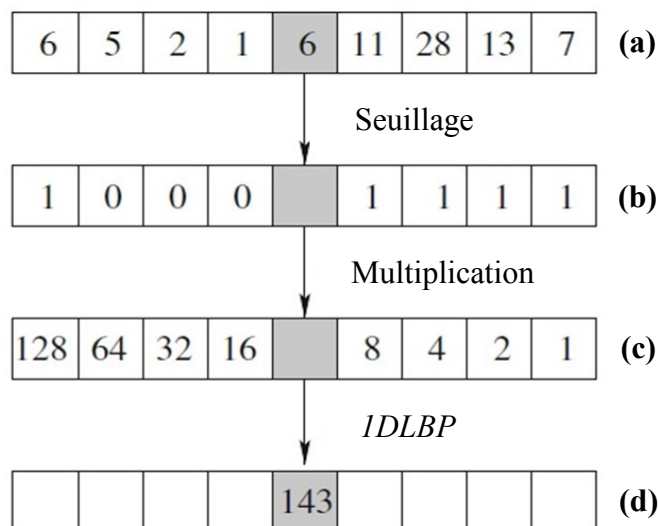 6 5 2 1 6 11 28 13 7 (a)
Seuillage
1 0 0 0 1 1 1 1 (b)
Multiplication
128 64 32 16 8 4 2 1 (c)
1DLBP
143 (d)